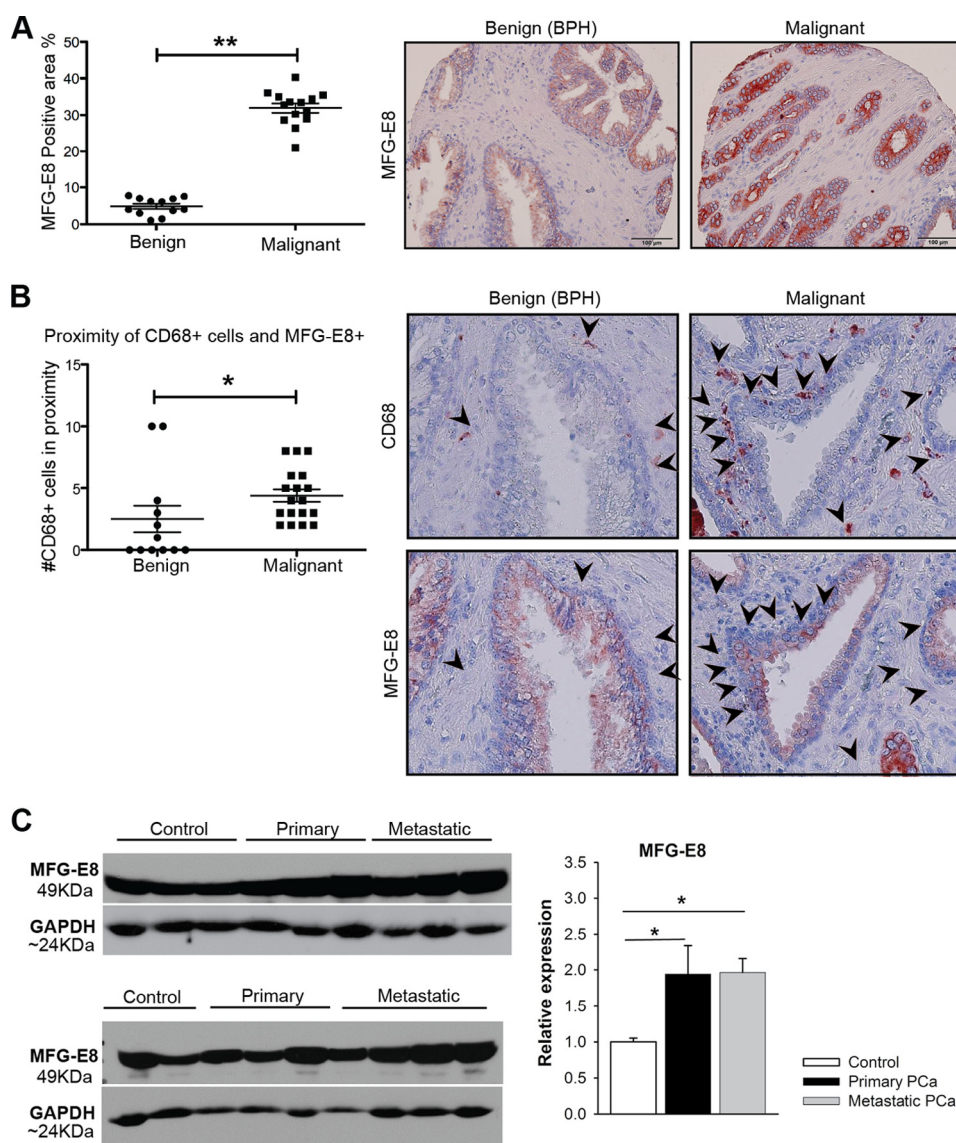 A
MFG-E8 Positive area %
50
40
30
20
10
0
**
Benign
Malignant
Benign (BPH)
Malignant
MFG-E8
100 µm
100 µm
B
Proximity of CD68+ cells and MFG-E8+
#CD68+ cells in proximity
15
10
5
0
*
Benign
Malignant
Benign (BPH)
Malignant
CD68
MFG-E8
C
Control
Primary
Metastatic
MFG-E8
49KDa
GAPDH
~24KDa
Control
Primary
Metastatic
MFG-E8
49KDa
GAPDH
~24KDa
MFG-E8
Relative expression
3.5
3.0
2.5
2.0
1.5
1.0
0.5
0.0
*
*
Control
Primary PCa
Metastatic PCa